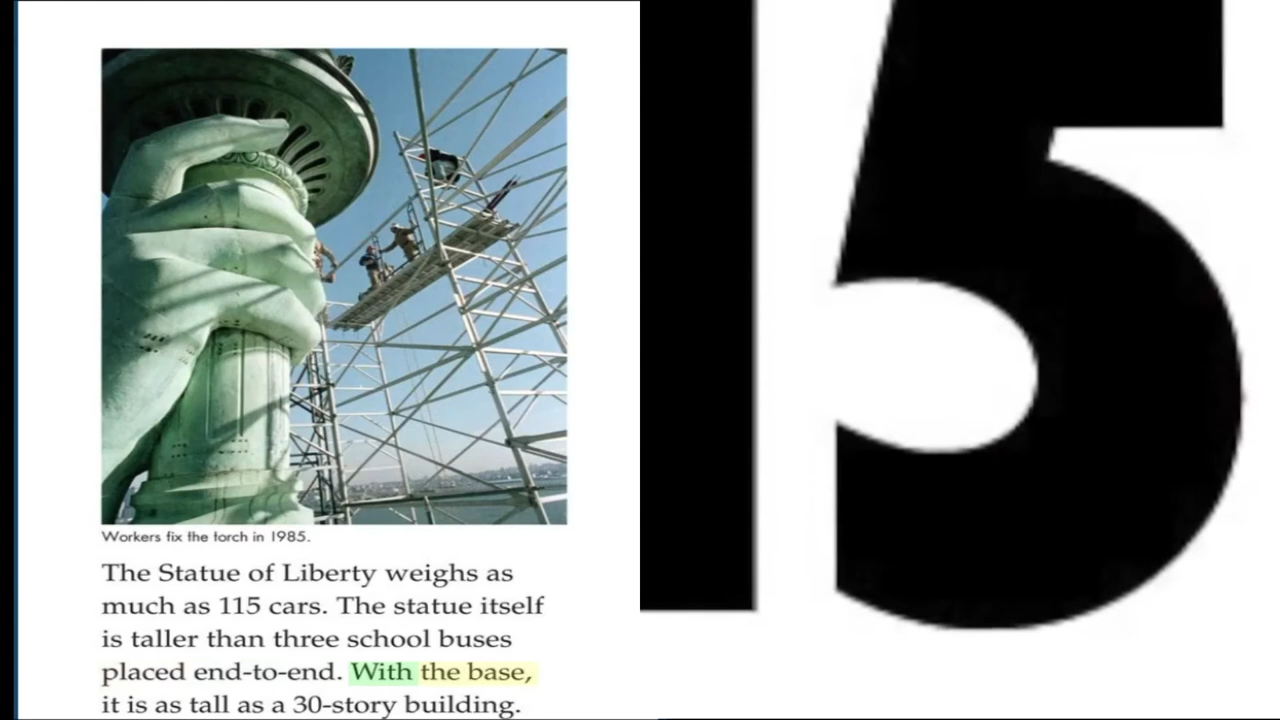 Workers fix the torch in 1985.
The Statue of Liberty weighs as
much as 115 cars. The statue itself
is taller than three school buses
placed end-to-end. With the base,
it is as tall as a 30-story building.
15